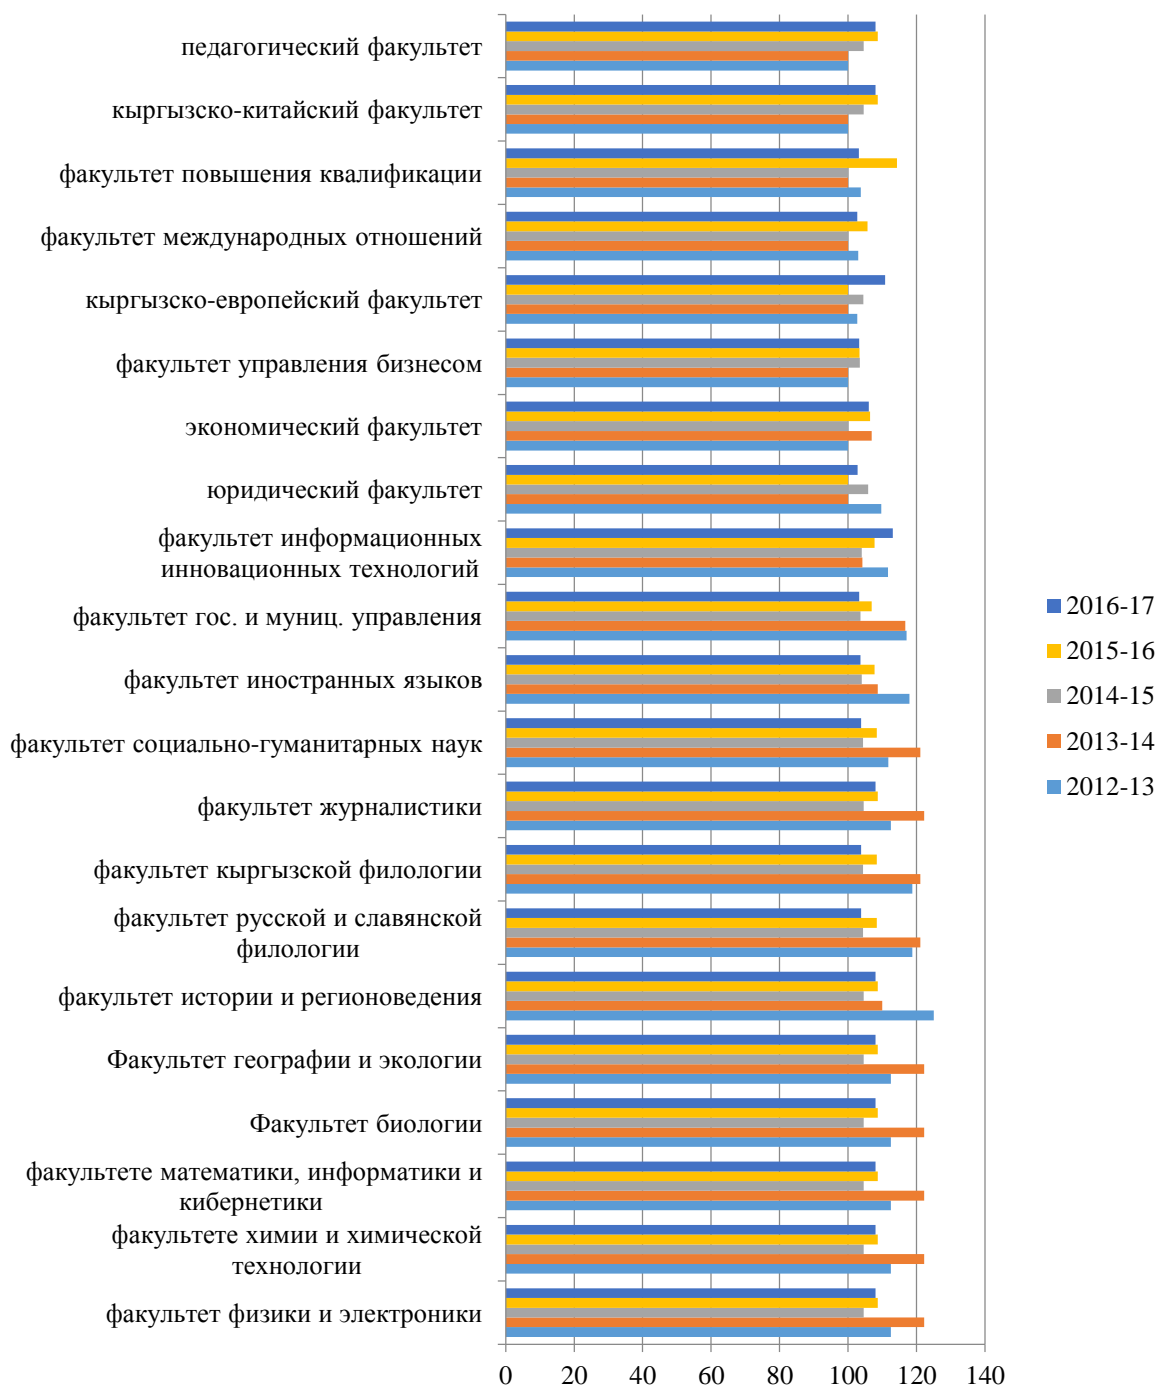 педагогический факультет
кыргызско-китайский факультет
факультет повышения квалификации
факультет международных отношений
кыргызско-европейский факультет
факультет управления бизнесом
экономический факультет
юридический факультет
факультет информационных
инновационных технологий
факультет гос. и муниц. управления
факультет иностранных языков
факультет социально-гуманитарных наук
факультет журналистики
факультет кыргызской филологии
факультет русской и славянской
филологии
факультет истории и регионоведения
Факультет географии и экологии
Факультет биологии
факультете математики, информатики и
кибернетики
факультете химии и химической
технологии
факультет физики и электроники
0 20 40 60 80 100 120 140
2016-17
2015-16
2014-15
2013-14
2012-13